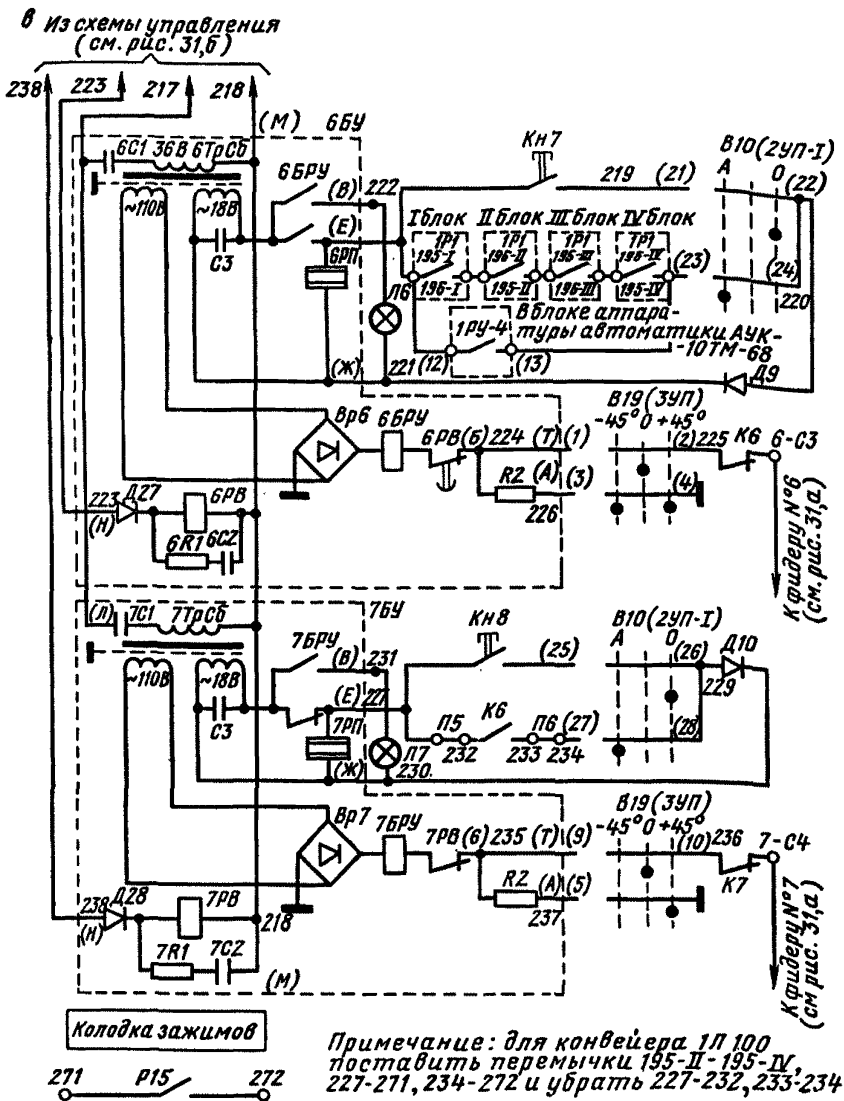 в Из схемы управления
(см. рис. 31,б)
238 223 217 218
(М) 6БУ
6С1 36В 6ТрСб
~110В ~18В
С3
6БРУ (В) 222
(Е)
6РП
Л6
(Ж) 221
Кн7 219 (21)
В10(2УП-I)
А О (22)
I блок II блок III блок IV блок
1Р1 1Р1 1Р1 1Р1
195-I 196-II 195-III 196-IV (23)
196-I 195-II 196-III 195-IV
(24)
220
1РУ-4
(12) (13)
В блоке аппара-
туры автоматики АУК-
-10ТМ-68
Д9
Вр6 6БРУ 6РВ(б) 224 (Т) (1)
R2 (А) (3)
226
В19(3УП)
-45° 0 +45°
(2) 225 К6 6-С3
(4)
К фидеру №6
(см. рис. 31,а)
223 Д27 6РВ
(Н)
6R1 6С2
(Л) 7С1 7ТрСб 7БУ
~110В ~18В
С3
7БРУ (В) 231
(Е) 227
7РП
Л7
(Ж) 230.
Кн8 (25)
В10(2УП-I)
А О (26) Д10
229
П5 К6 П6 (27)
232 233 234
(28)
Вр7 7БРУ 7РВ(б) 235 (Т) (9)
R2 (А) (5)
237
В19(3УП)
-45° 0 +45°
(10) 236 7-С4
К7
К фидеру №7
(см рис. 31,а)
238 Д28 7РВ 218
(Н)
7R1 7С2
(М)
Колодка зажимов
271 Р15 272
Примечание: для конвейера 1Л 100
поставить перемычки 195-II-195-IV,
227-271, 234-272 и убрать 227-232, 233-234